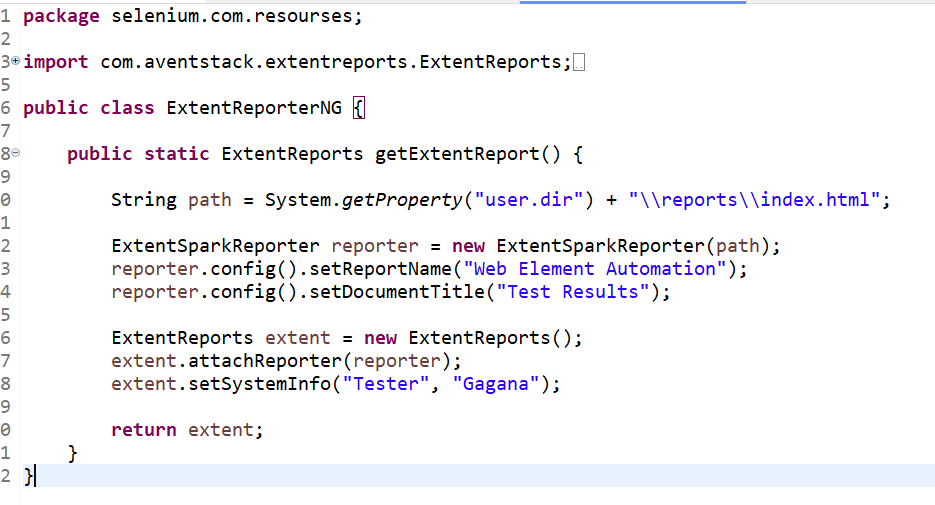 1 package selenium.com.resourses;
2
3 import com.aventstack.extentreports.ExtentReports;
5
6 public class ExtentReporterNG {
7
8 public static ExtentReports getExtentReport() {
9
0 String path = System.getProperty("user.dir") + "\\reports\\index.html";
1
2 ExtentSparkReporter reporter = new ExtentSparkReporter(path);
3 reporter.config().setReportName("Web Element Automation");
4 reporter.config().setDocumentTitle("Test Results");
5
6 ExtentReports extent = new ExtentReports();
7 extent.attachReporter(reporter);
8 extent.setSystemInfo("Tester", "Gagana");
9
0 return extent;
1 }
2 }